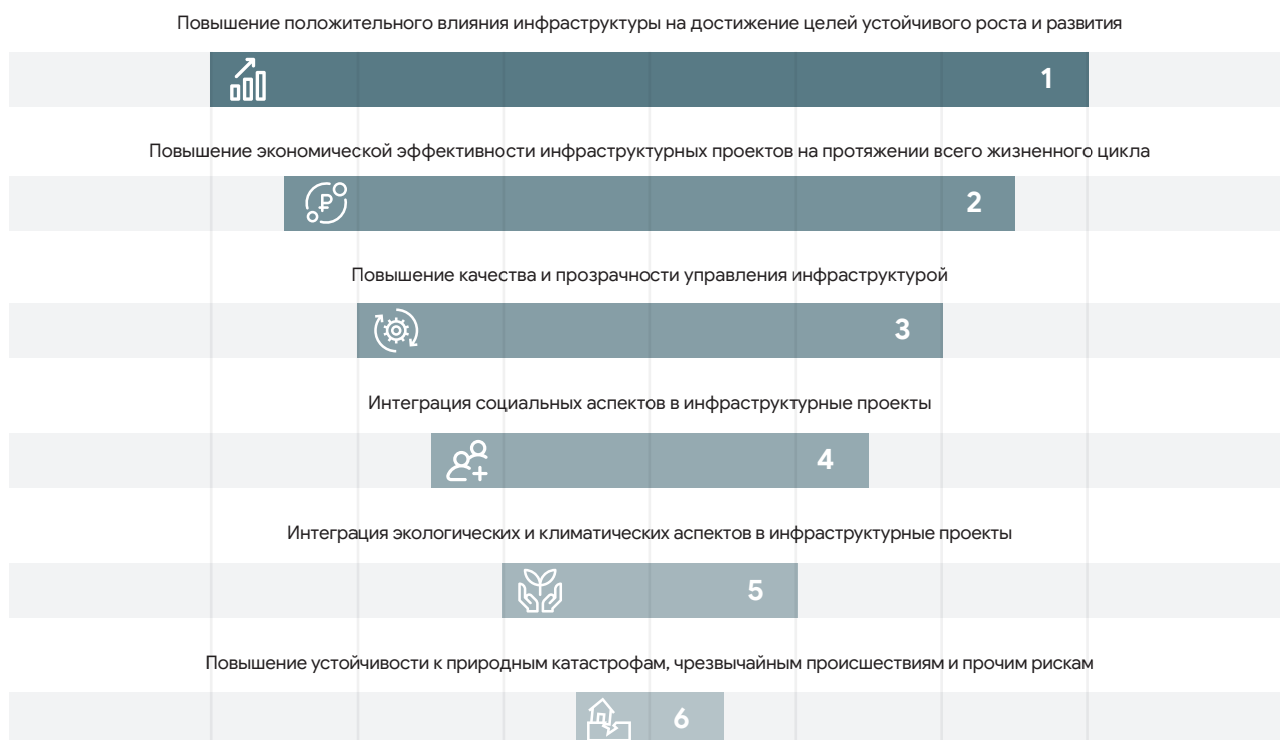 Повышение положительного влияния инфраструктуры на достижение целей устойчивого роста и развития
1
Повышение экономической эффективности инфраструктурных проектов на протяжении всего жизненного цикла
₽
2
Повышение качества и прозрачности управления инфраструктурой
3
Интеграция социальных аспектов в инфраструктурные проекты
4
Интеграция экологических и климатических аспектов в инфраструктурные проекты
5
Повышение устойчивости к природным катастрофам, чрезвычайным происшествиям и прочим рискам
6